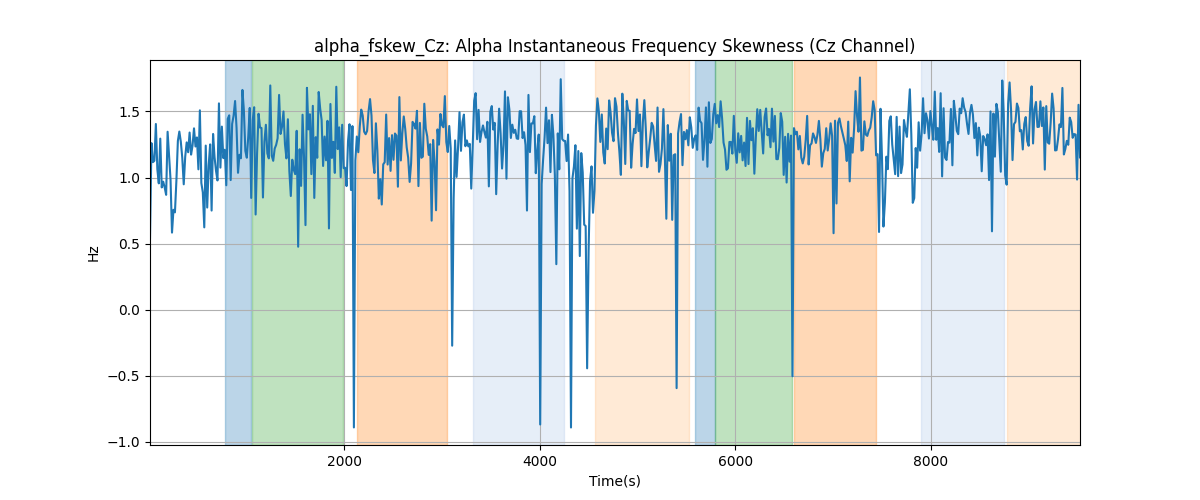 alpha_fskew_Cz: Alpha Instantaneous Frequency Skewness (Cz Channel)
1.5
1.0
0.5
0.0
−0.5
−1.0
Hz
2000 4000 6000 8000
Time(s)